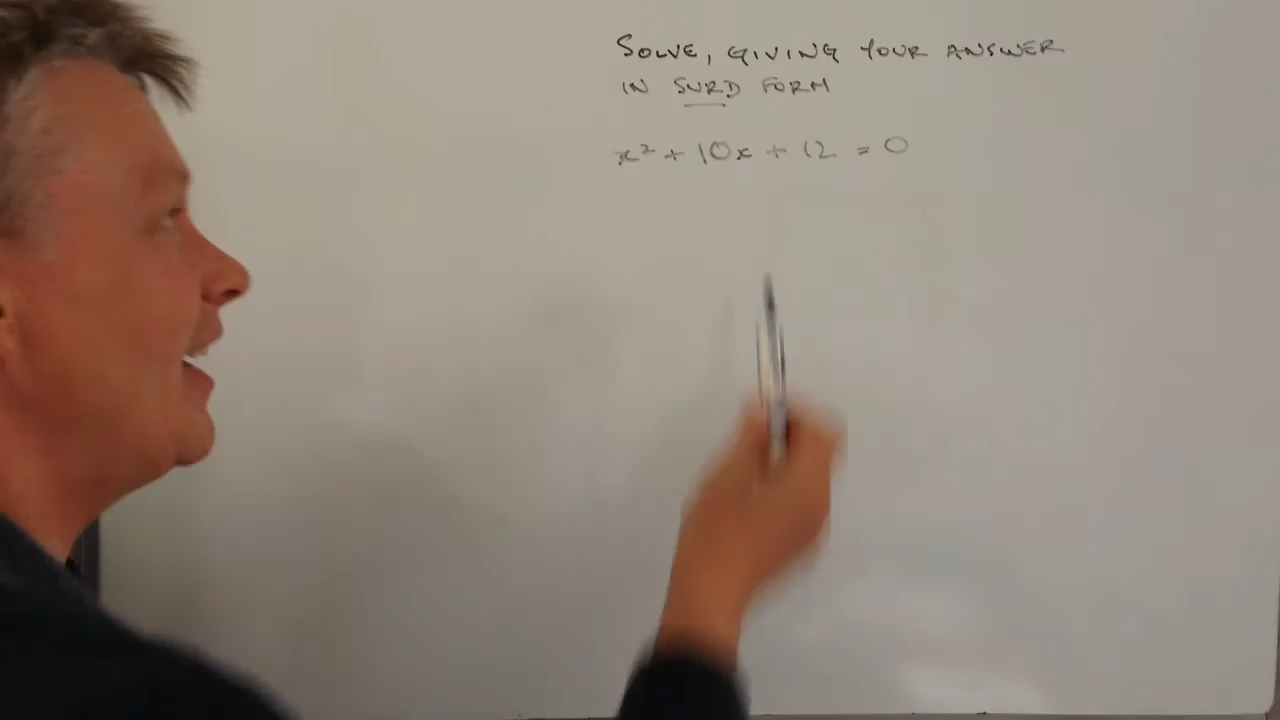 SOLVE, GIVING YOUR ANSWER
IN SURD FORM
x² + 10x + 12 = 0